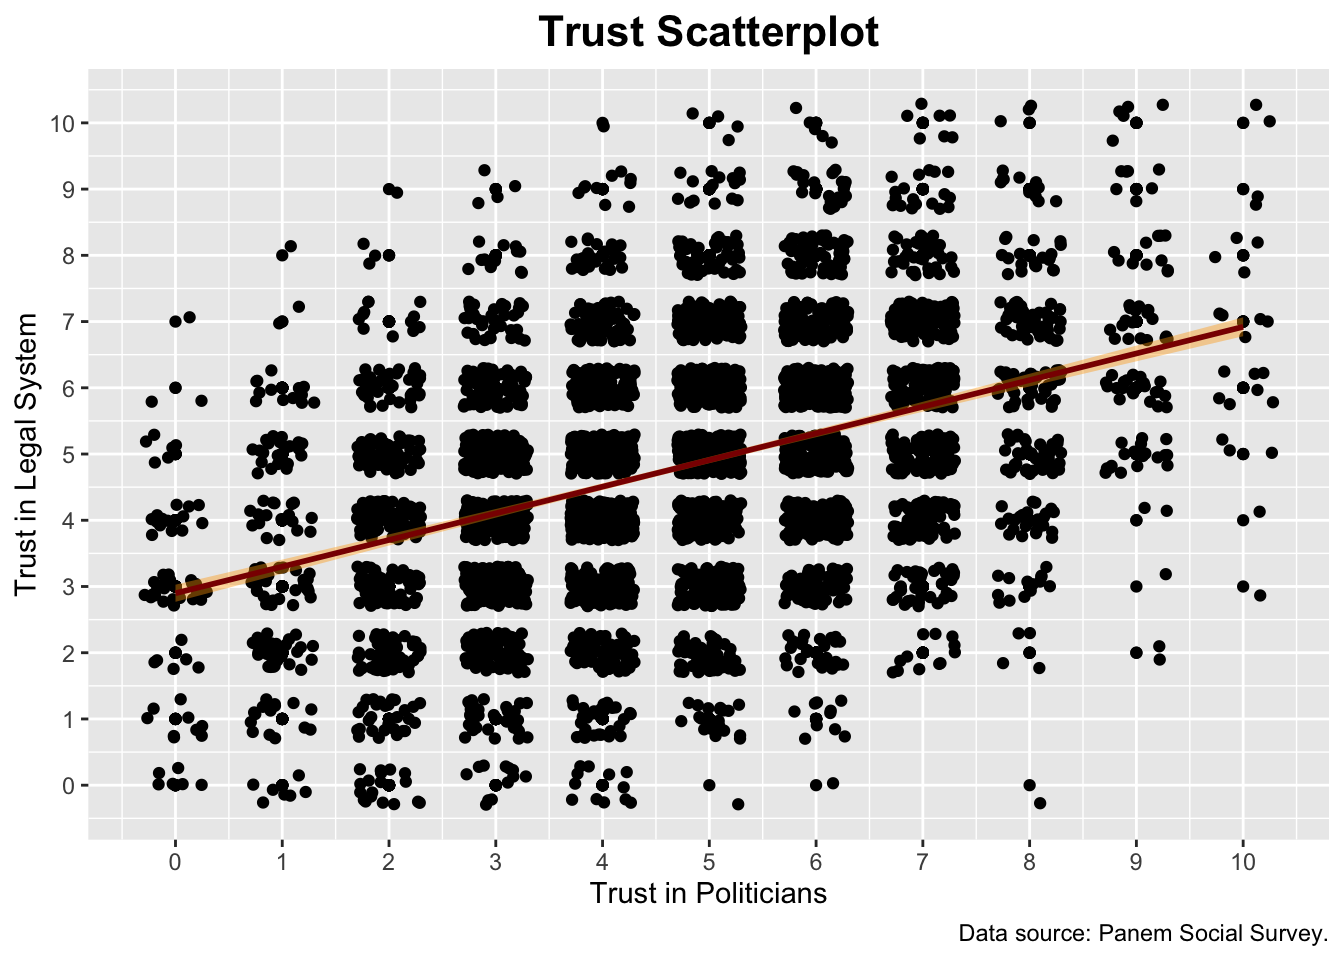 Trust Scatterplot
Trust in Legal System
10
9
8
7
6
5
4
3
2
1
0
0 1 2 3 4 5 6 7 8 9 10
Trust in Politicians
Data source: Panem Social Survey.